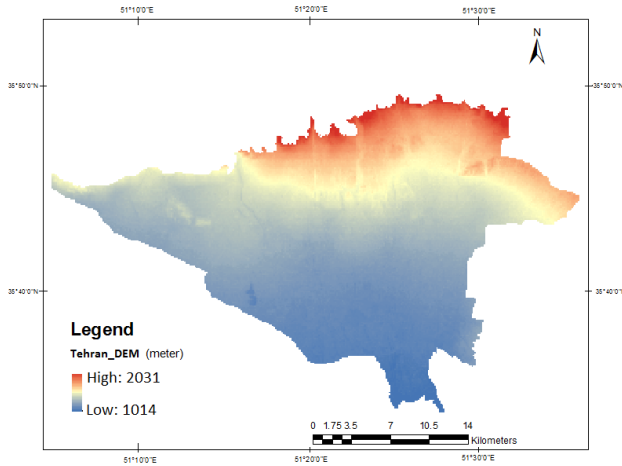 51°10'0"E 51°20'0"E 51°30'0"E
N
35°50'0"N 35°50'0"N
35°40'0"N 35°40'0"N
Legend
Tehran_DEM (meter)
High: 2031
Low: 1014
0 1.75 3.5 7 10.5 14
Kilometers
51°10'0"E 51°20'0"E 51°30'0"E